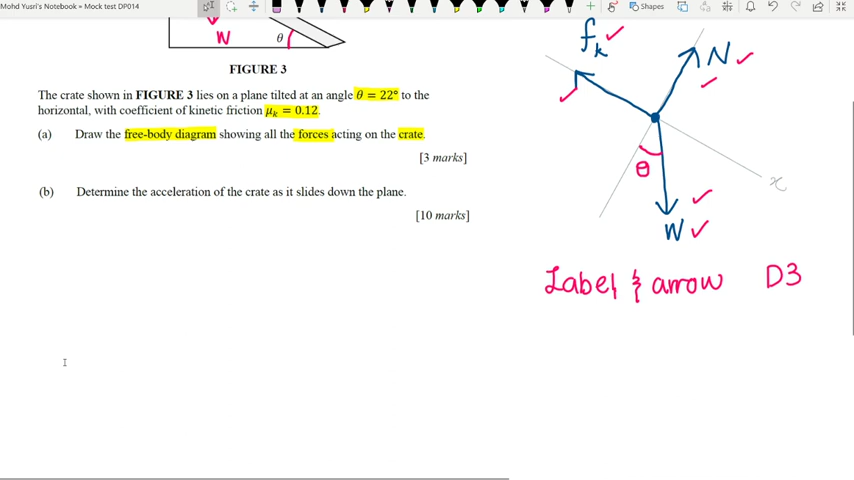 Mohd Yusri's Notebook » Mock test DP014
Shapes
W
θ
FIGURE 3
The crate shown in FIGURE 3 lies on a plane tilted at an angle θ = 22° to the
horizontal, with coefficient of kinetic friction μk = 0.12.
(a) Draw the free-body diagram showing all the forces acting on the crate.
[3 marks]
(b) Determine the acceleration of the crate as it slides down the plane.
[10 marks]
fk
N
θ
x
W
Label & arrow D3